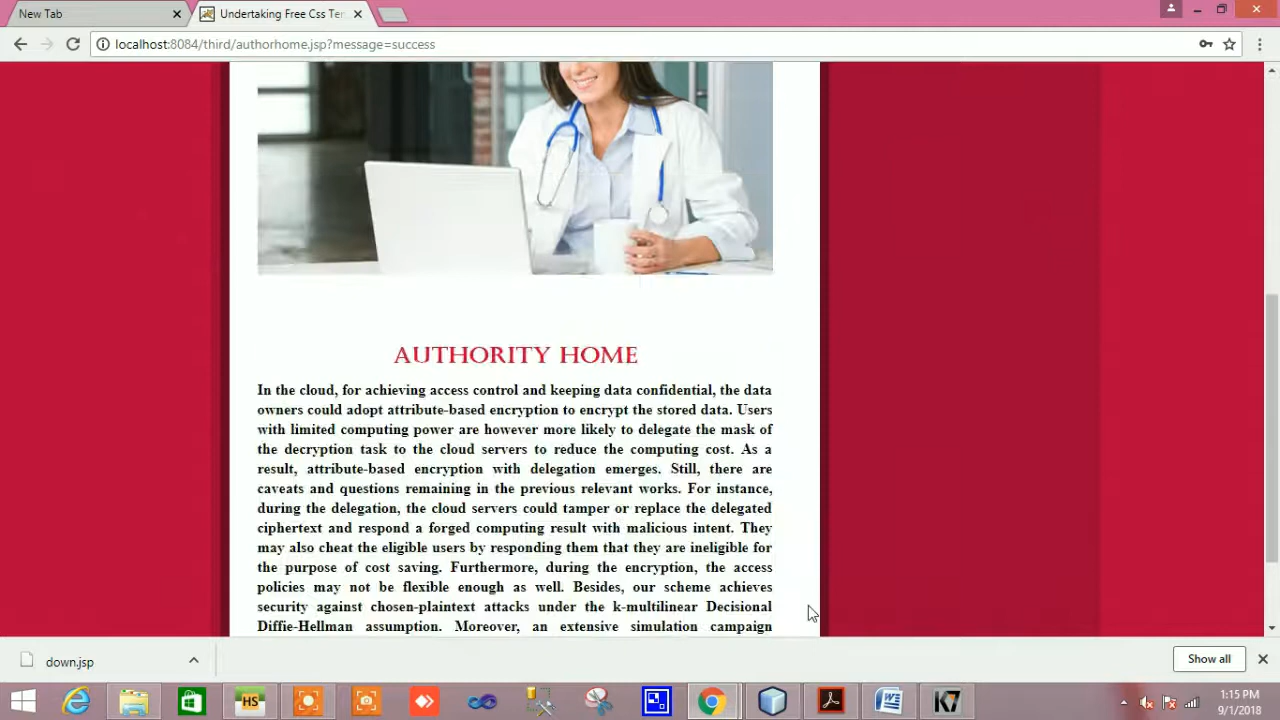 New Tab
Undertaking Free Css Ten
localhost:8084/third/authorhome.jsp?message=success
AUTHORITY HOME
In the cloud, for achieving access control and keeping data confidential, the data
owners could adopt attribute-based encryption to encrypt the stored data. Users
with limited computing power are however more likely to delegate the mask of
the decryption task to the cloud servers to reduce the computing cost. As a
result, attribute-based encryption with delegation emerges. Still, there are
caveats and questions remaining in the previous relevant works. For instance,
during the delegation, the cloud servers could tamper or replace the delegated
ciphertext and respond a forged computing result with malicious intent. They
may also cheat the eligible users by responding them that they are ineligible for
the purpose of cost saving. Furthermore, during the encryption, the access
policies may not be flexible enough as well. Besides, our scheme achieves
security against chosen-plaintext attacks under the k-multilinear Decisional
Diffie-Hellman assumption. Moreover, an extensive simulation campaign
down.jsp
Show all
HS
K7
1:15 PM
9/1/2018